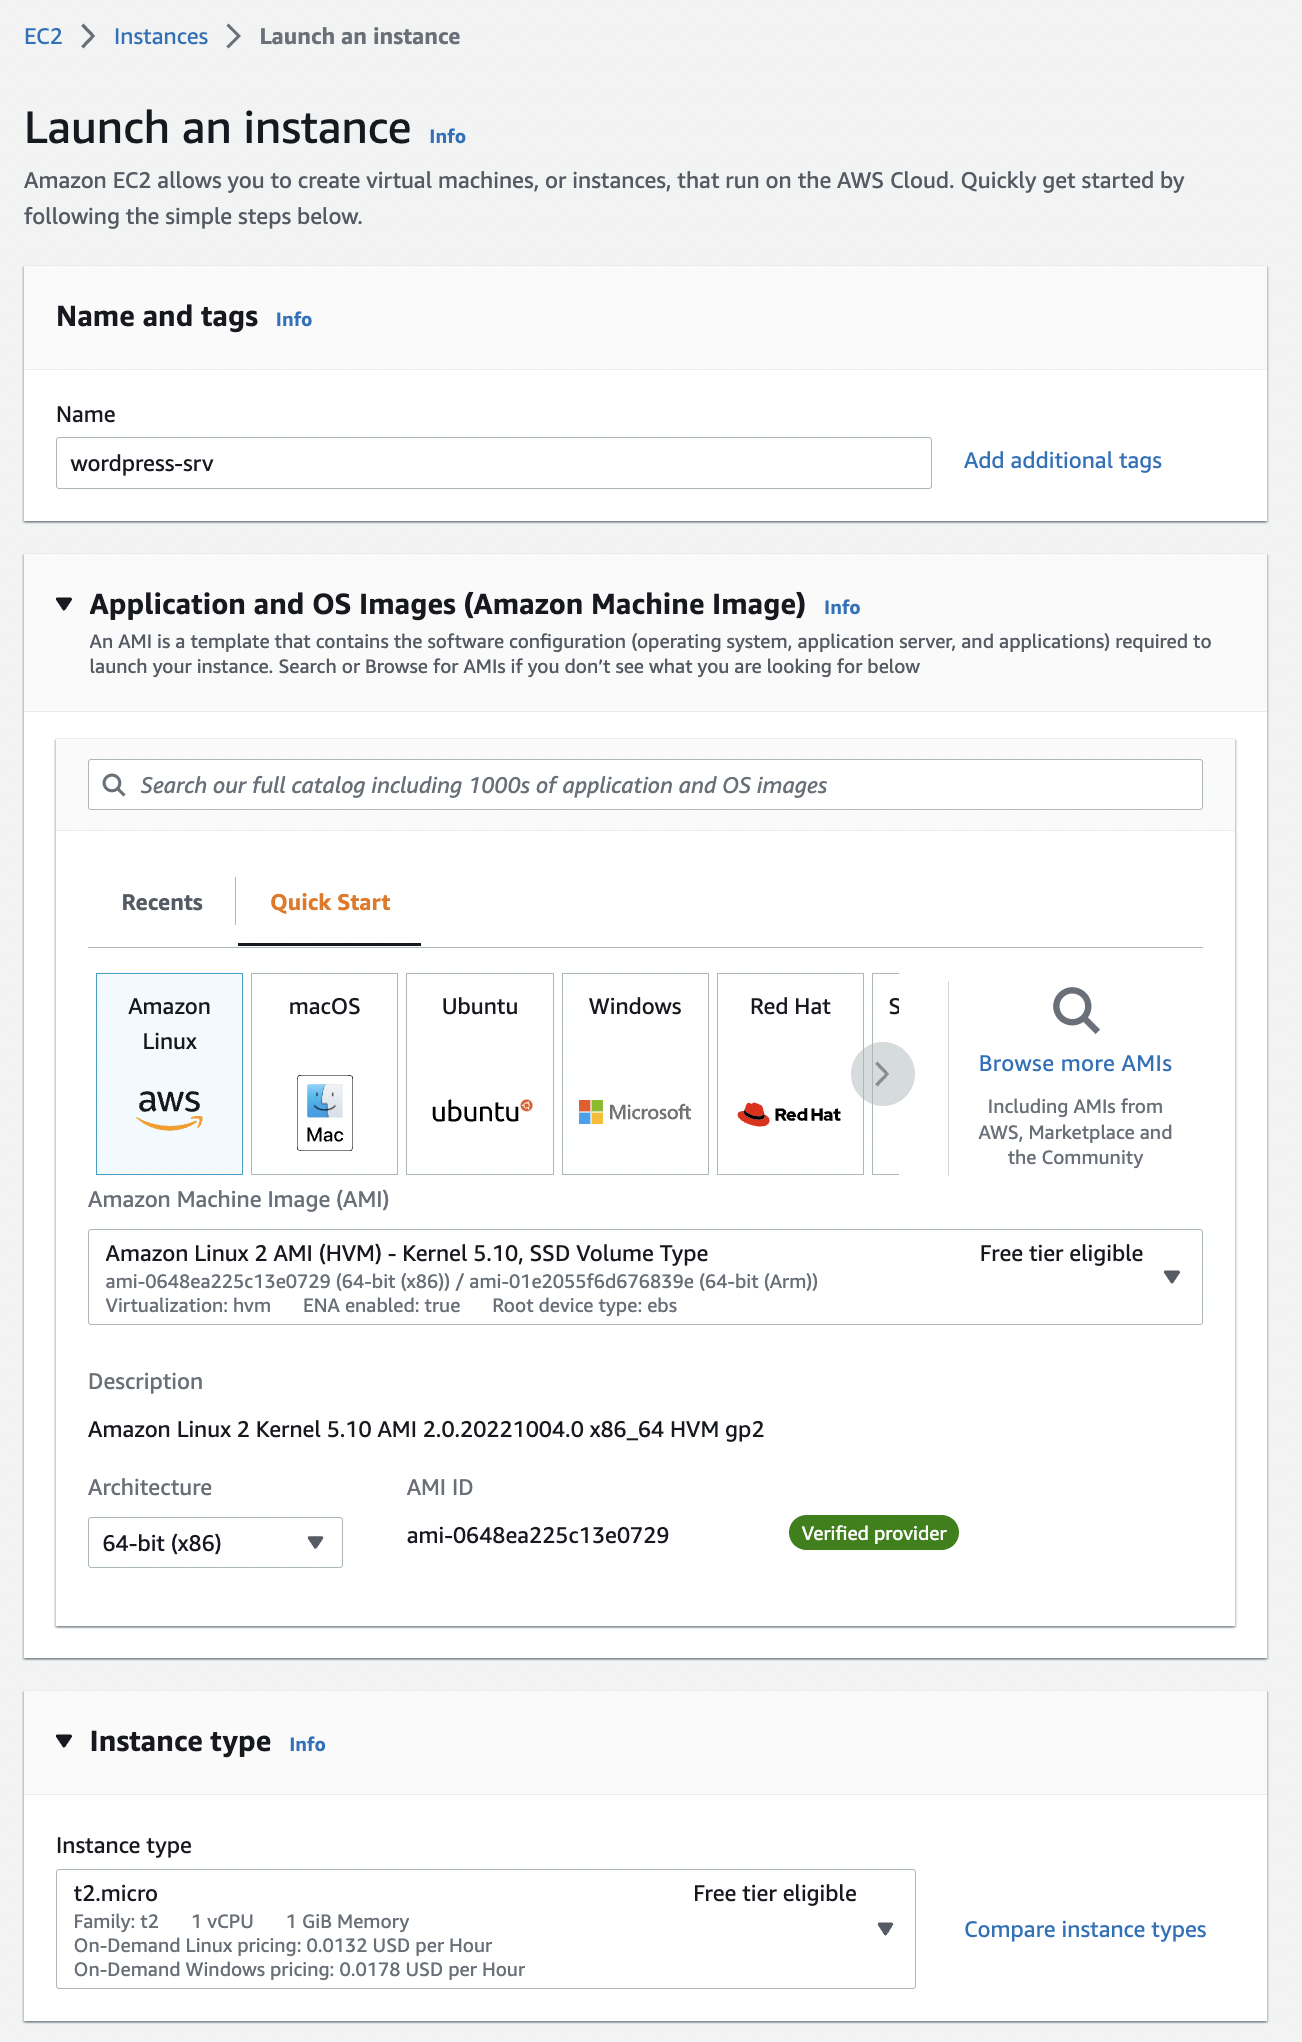 EC2 > Instances > Launch an instance
Launch an instance Info
Amazon EC2 allows you to create virtual machines, or instances, that run on the AWS Cloud. Quickly get started by
following the simple steps below.
Name and tags Info
Name
wordpress-srv
Add additional tags
Application and OS Images (Amazon Machine Image) Info
An AMI is a template that contains the software configuration (operating system, application server, and applications) required to
launch your instance. Search or Browse for AMIs if you don’t see what you are looking for below
Search our full catalog including 1000s of application and OS images
Recents
Quick Start
Amazon
Linux
aws
macOS
Mac
Ubuntu
ubuntu
Windows
Microsoft
Red Hat
Red Hat
S
Browse more AMIs
Including AMIs from
AWS, Marketplace and
the Community
Amazon Machine Image (AMI)
Amazon Linux 2 AMI (HVM) - Kernel 5.10, SSD Volume Type
Free tier eligible
ami-0648ea225c13e0729 (64-bit (x86)) / ami-01e2055f6d676839e (64-bit (Arm))
Virtualization: hvm ENA enabled: true Root device type: ebs
Description
Amazon Linux 2 Kernel 5.10 AMI 2.0.20221004.0 x86_64 HVM gp2
Architecture
AMI ID
64-bit (x86)
ami-0648ea225c13e0729
Verified provider
Instance type Info
Instance type
t2.micro
Free tier eligible
Family: t2 1 vCPU 1 GiB Memory
On-Demand Linux pricing: 0.0132 USD per Hour
On-Demand Windows pricing: 0.0178 USD per Hour
Compare instance types